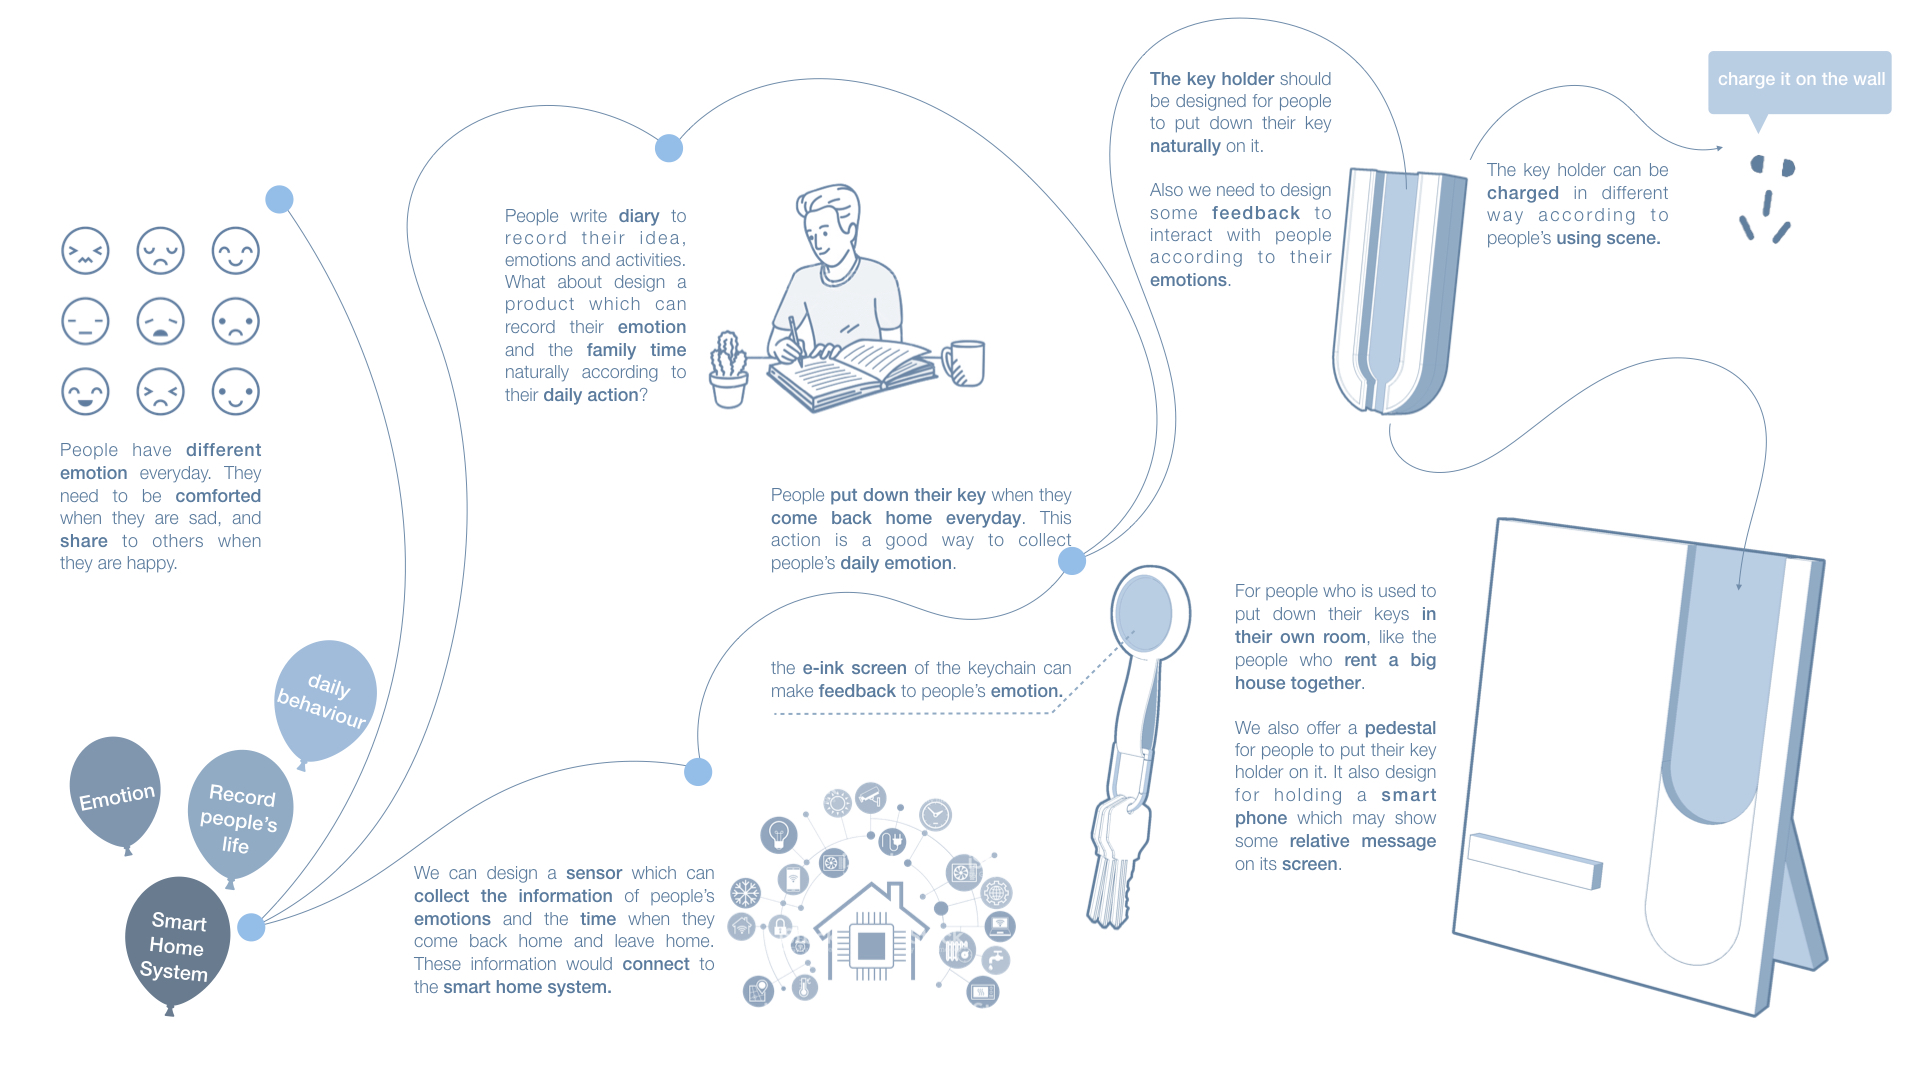 People have different
emotion everyday. They
need to be comforted
when they are sad, and
share to others when
they are happy.
daily
behaviour
Emotion
Record
people's
life
Smart
Home
System
People write diary to
record their idea,
emotions and activities.
What about design a
product which can
record their emotion
and the family time
naturally according to
their daily action?
We can design a sensor which can
collect the information of people's
emotions and the time when they
come back home and leave home.
These information would connect to
the smart home system.
People put down their key when they
come back home everyday. This
action is a good way to collect
people's daily emotion.
the e-ink screen of the keychain can
make feedback to people's emotion.
The key holder should
be designed for people
to put down their key
naturally on it.
Also we need to design
some feedback to
interact with people
according to their
emotions.
The key holder can be
charged in different
way according to
people's using scene.
charge it on the wall
For people who is used to
put down their keys in
their own room, like the
people who rent a big
house together.
We also offer a pedestal
for people to put their key
holder on it. It also design
for holding a smart
phone which may show
some relative message
on its screen.